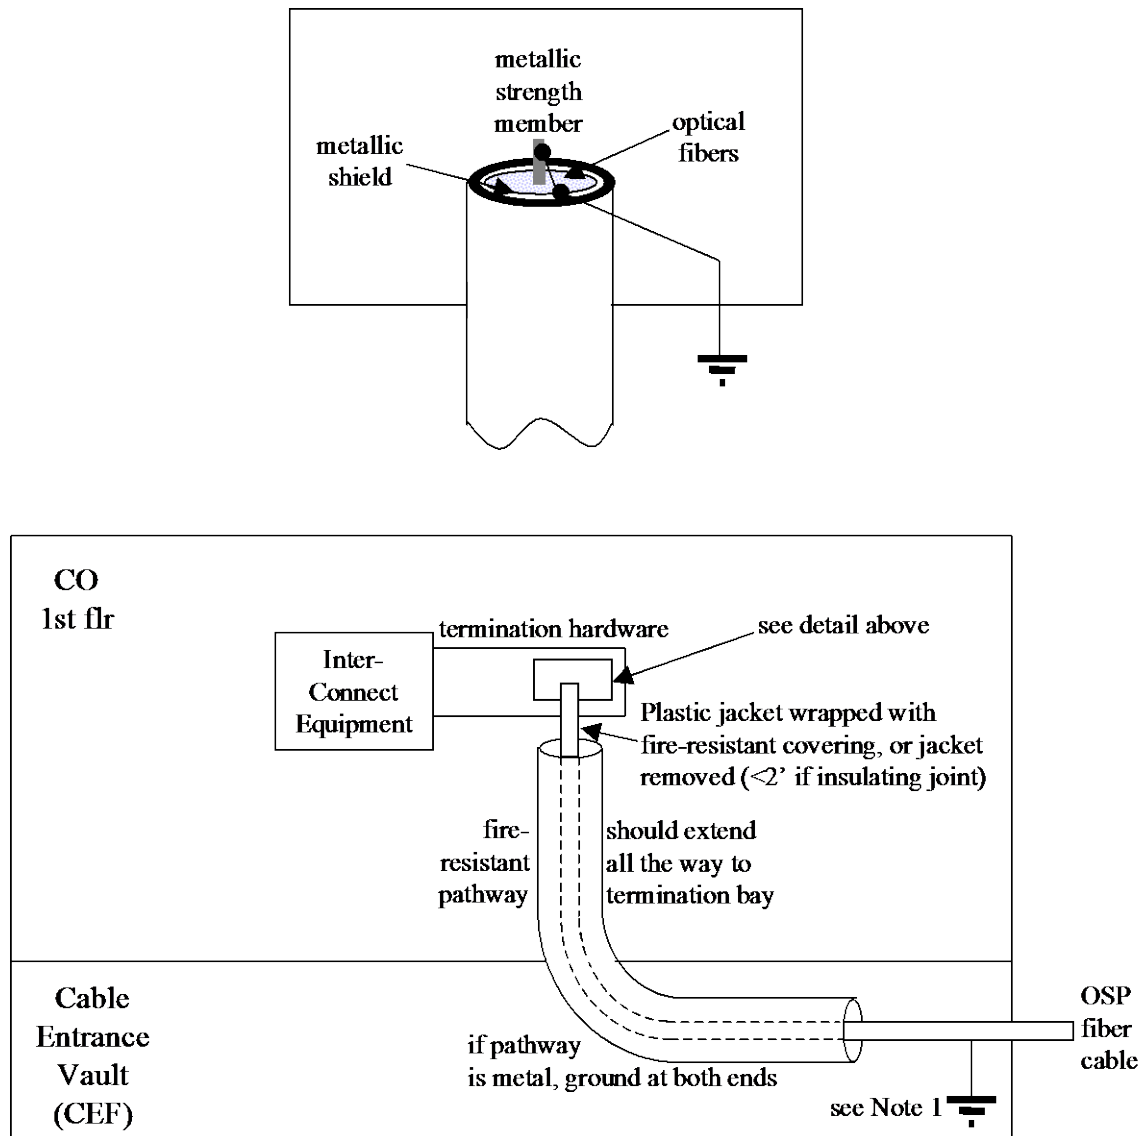 metallic
strength
member
optical
fibers
metallic
shield
CO
1st flr
termination hardware
see detail above
Inter-
Connect
Equipment
Plastic jacket wrapped with
fire-resistant covering, or jacket
removed (<2’ if insulating joint)
fire-
resistant
pathway
should extend
all the way to
termination bay
Cable
Entrance
Vault
(CEF)
if pathway
is metal, ground at both ends
OSP
fiber
cable
see Note 1